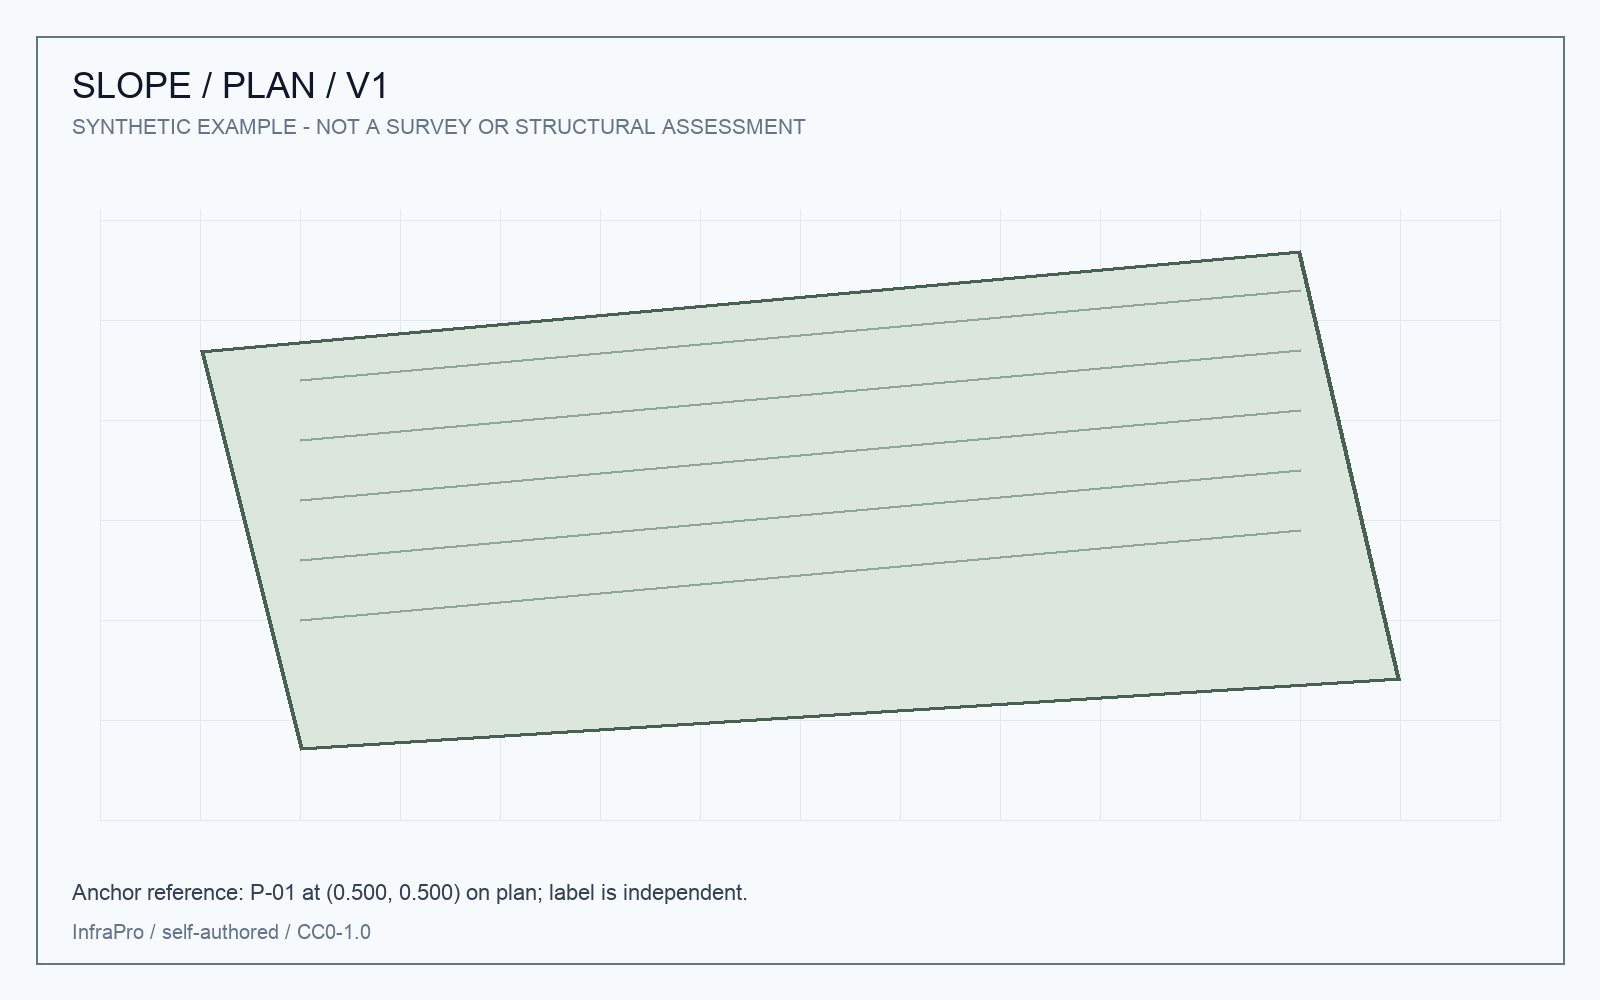 SLOPE / PLAN / V1
SYNTHETIC EXAMPLE - NOT A SURVEY OR STRUCTURAL ASSESSMENT
Anchor reference: P-01 at (0.500, 0.500) on plan; label is independent.
InfraPro / self-authored / CC0-1.0